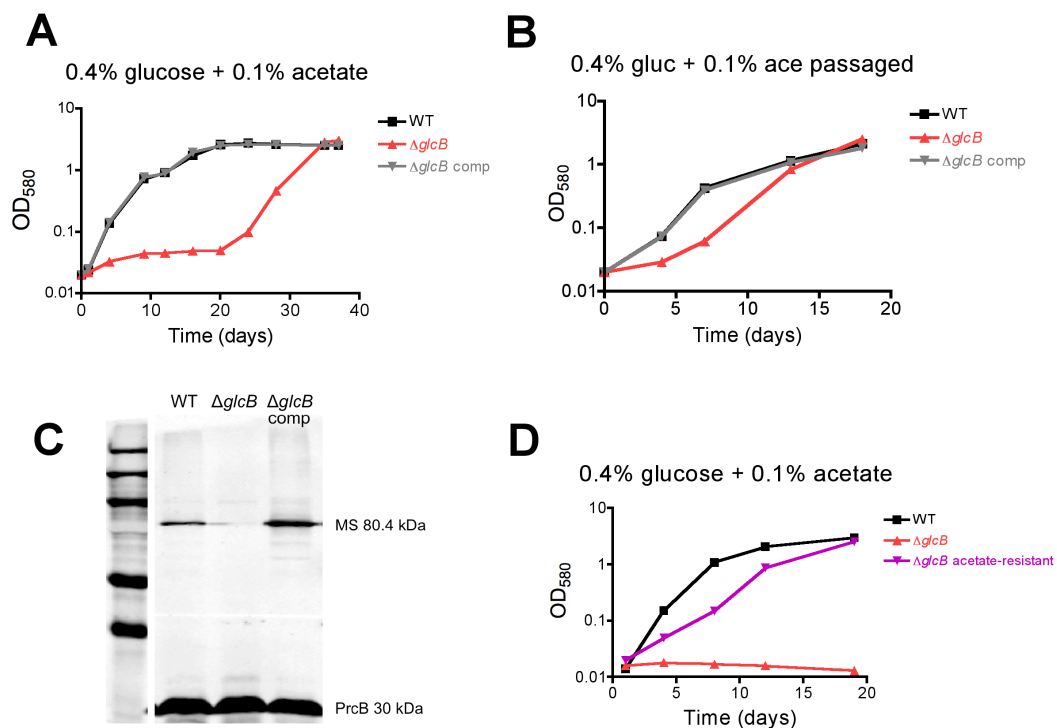 A
0.4% glucose + 0.1% acetate
10
1
0.1
0.01
OD580
0 10 20 30 40
Time (days)
WT
ΔglcB
ΔglcB comp
B
0.4% gluc + 0.1% ace passaged
10
1
0.1
0.01
OD580
0 5 10 15 20
Time (days)
WT
ΔglcB
ΔglcB comp
C
WT ΔglcB ΔglcB
comp
MS 80.4 kDa
PrcB 30 kDa
D
0.4% glucose + 0.1% acetate
10
1
0.1
0.01
OD580
0 5 10 15 20
Time (days)
WT
ΔglcB
ΔglcB acetate-resistant